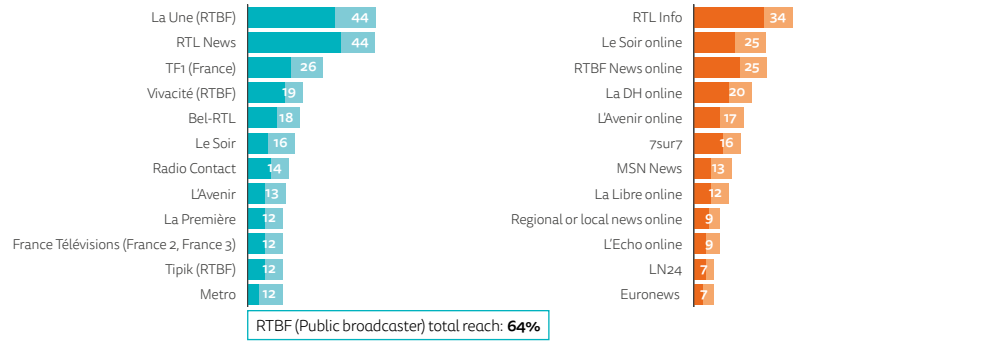 La Une (RTBF) 44
RTL News 44
TF1 (France) 26
Vivacité (RTBF) 19
Bel-RTL 18
Le Soir 16
Radio Contact 14
L'Avenir 13
La Première 12
France Télévisions (France 2, France 3) 12
Tipik (RTBF) 12
Metro 12
RTBF (Public broadcaster) total reach: 64%
RTL Info 34
Le Soir online 25
RTBF News online 25
La DH online 20
L'Avenir online 17
7sur7 16
MSN News 13
La Libre online 12
Regional or local news online 9
L'Echo online 9
LN24 7
Euronews 7